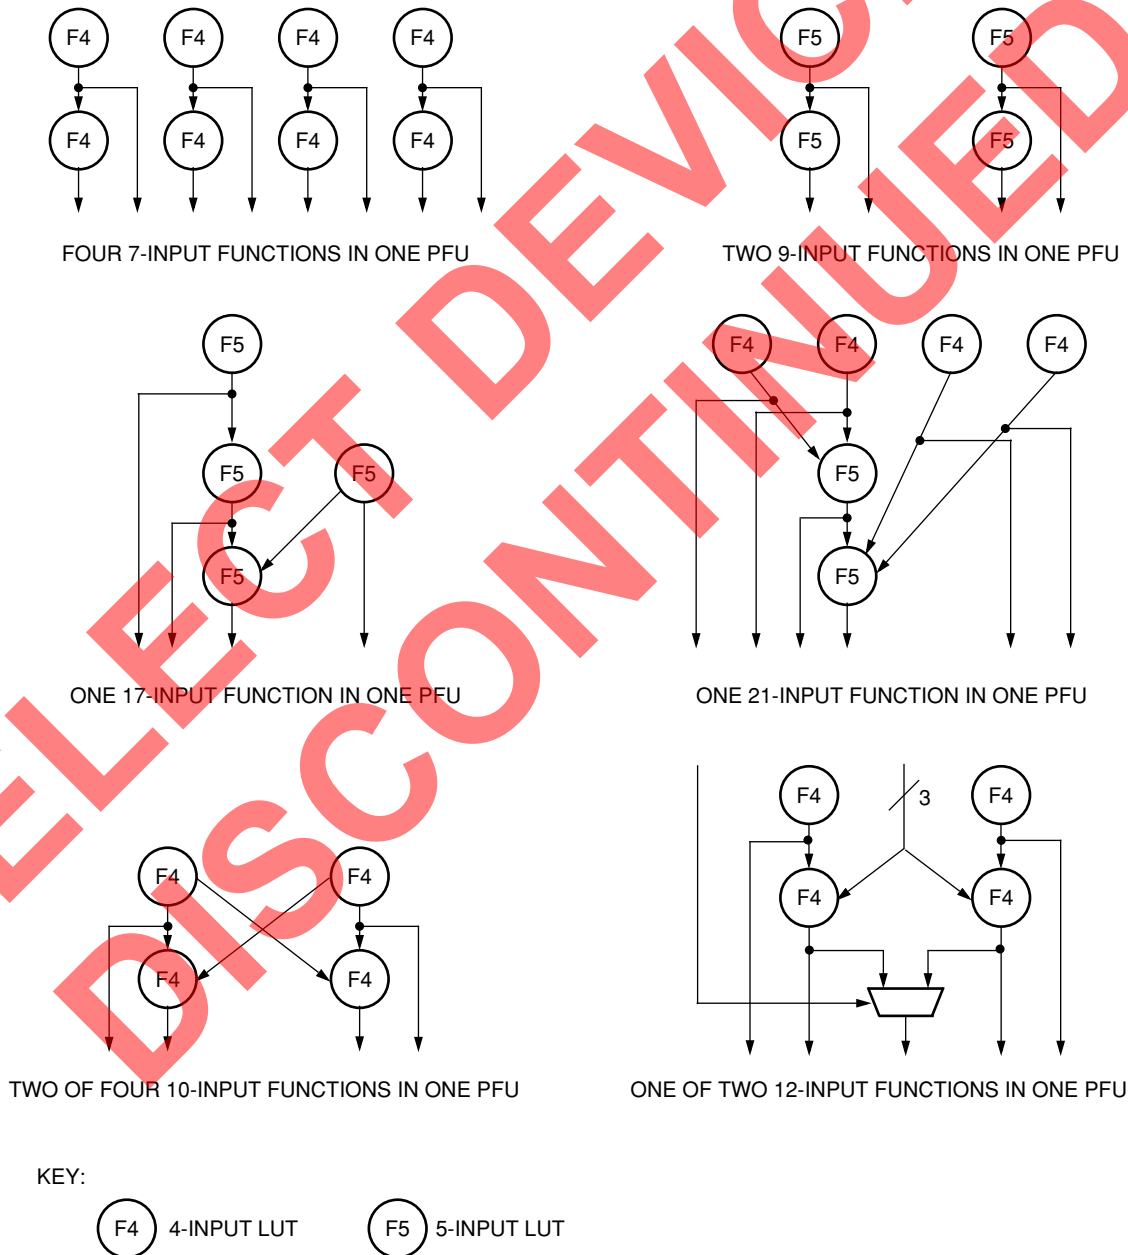 F4 F4 F4 F4 F5 F5
F4 F4 F4 F4 F5 F5
FOUR 7-INPUT FUNCTIONS IN ONE PFU
TWO 9-INPUT FUNCTIONS IN ONE PFU
F5
F5 F5
F5
ONE 17-INPUT FUNCTION IN ONE PFU
F4 F4 F4 F4
F5
F5
ONE 21-INPUT FUNCTION IN ONE PFU
F4 F4
F4 F4
TWO OF FOUR 10-INPUT FUNCTIONS IN ONE PFU
F4 3 F4
F4 F4
ONE OF TWO 12-INPUT FUNCTIONS IN ONE PFU
KEY:
F4 4-INPUT LUT F5 5-INPUT LUT
ELECT DEVIC
DISCONTINUED